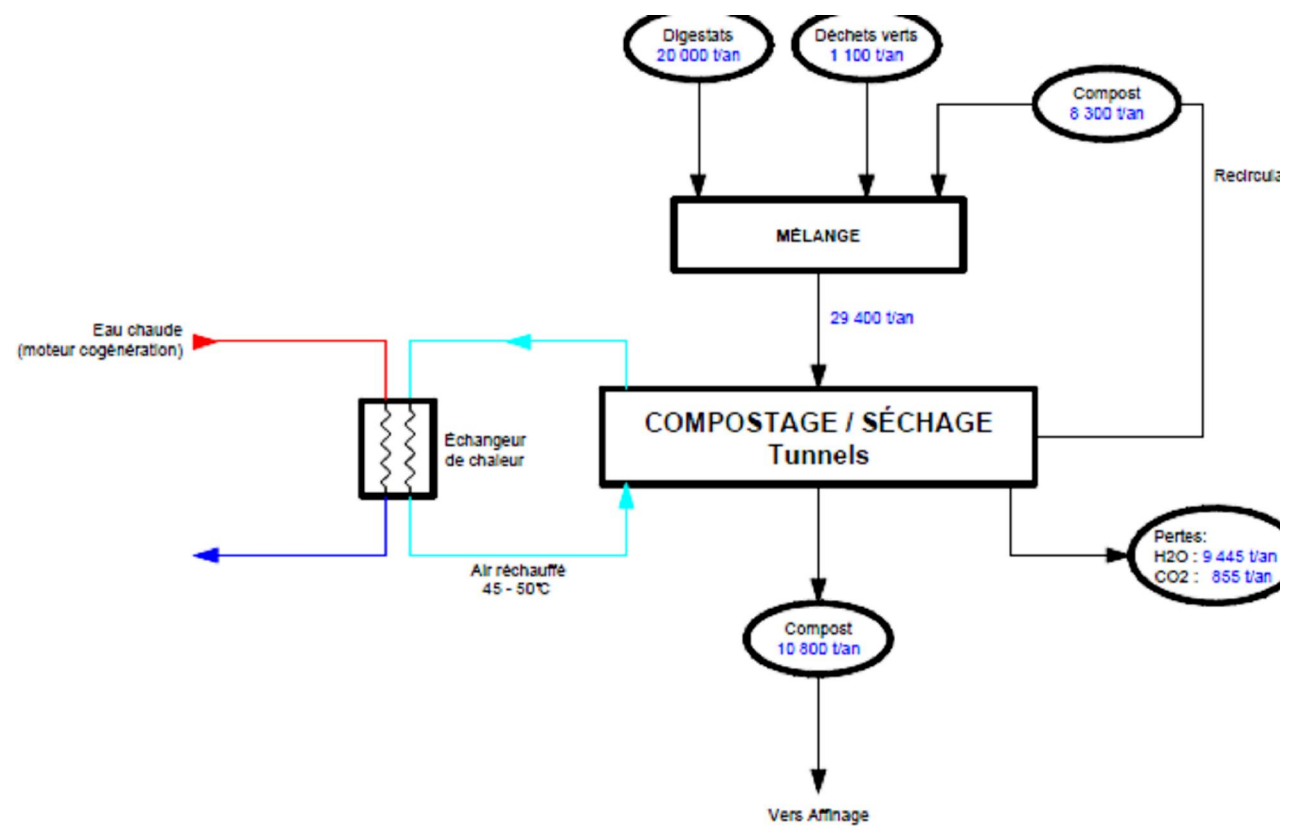 Digestats
20 000 t/an
Déchets verts
1 100 t/an
Compost
8 300 t/an
Recircula
MÉLANGE
29 400 t/an
Eau chaude
(moteur cogénération)
Échangeur
de chaleur
COMPOSTAGE / SÉCHAGE
Tunnels
Air réchauffé
45 - 50°C
Pertes:
H2O : 9 445 t/an
CO2 : 855 t/an
Compost
10 800 t/an
Vers Affinage